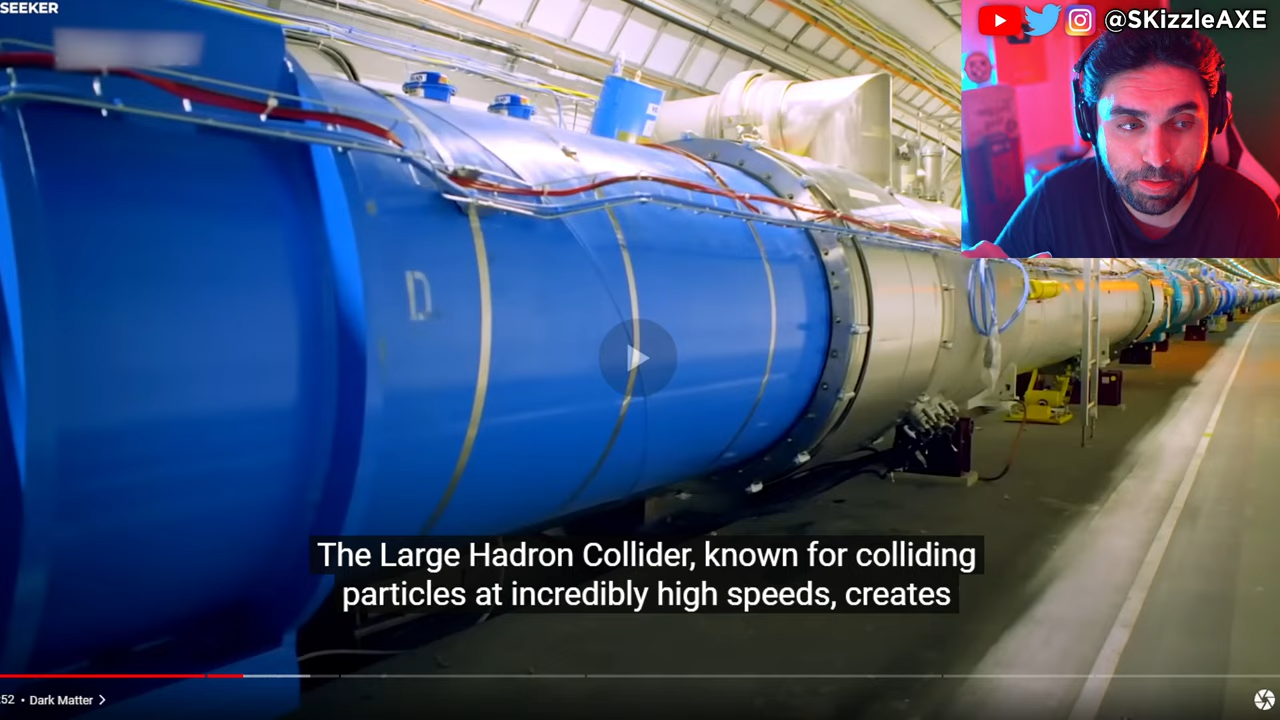 SEEKER
@SKizzleAXE
D
The Large Hadron Collider, known for colliding
particles at incredibly high speeds, creates
:52 • Dark Matter >